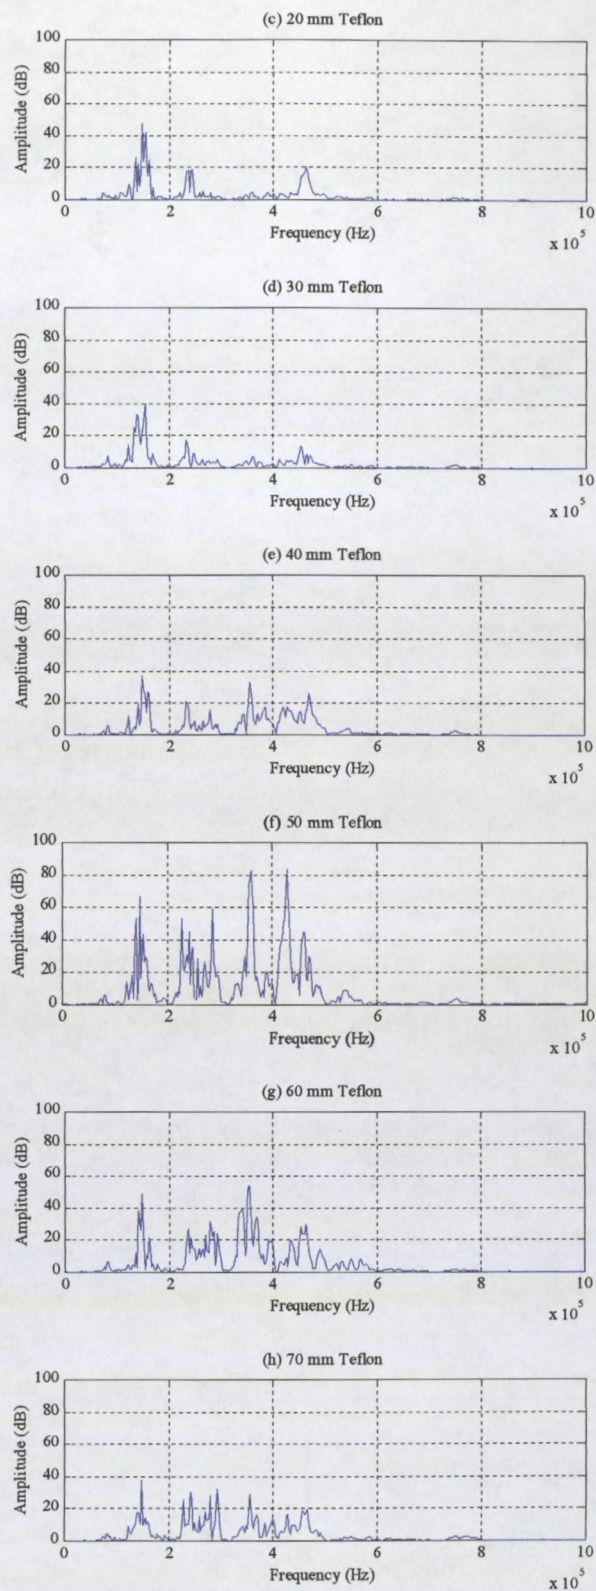 (c) 20 mm Teflon
100
80
60
40
20
0
Amplitude (dB)
0 2 4 6 8 10
Frequency (Hz)
x 10^5
(d) 30 mm Teflon
100
80
60
40
20
0
Amplitude (dB)
0 2 4 6 8 10
Frequency (Hz)
x 10^5
(e) 40 mm Teflon
100
80
60
40
20
0
Amplitude (dB)
0 2 4 6 8 10
Frequency (Hz)
x 10^5
(f) 50 mm Teflon
100
80
60
40
20
0
Amplitude (dB)
0 2 4 6 8 10
Frequency (Hz)
x 10^5
(g) 60 mm Teflon
100
80
60
40
20
0
Amplitude (dB)
0 2 4 6 8 10
Frequency (Hz)
x 10^5
(h) 70 mm Teflon
100
80
60
40
20
0
Amplitude (dB)
0 2 4 6 8 10
Frequency (Hz)
x 10^5